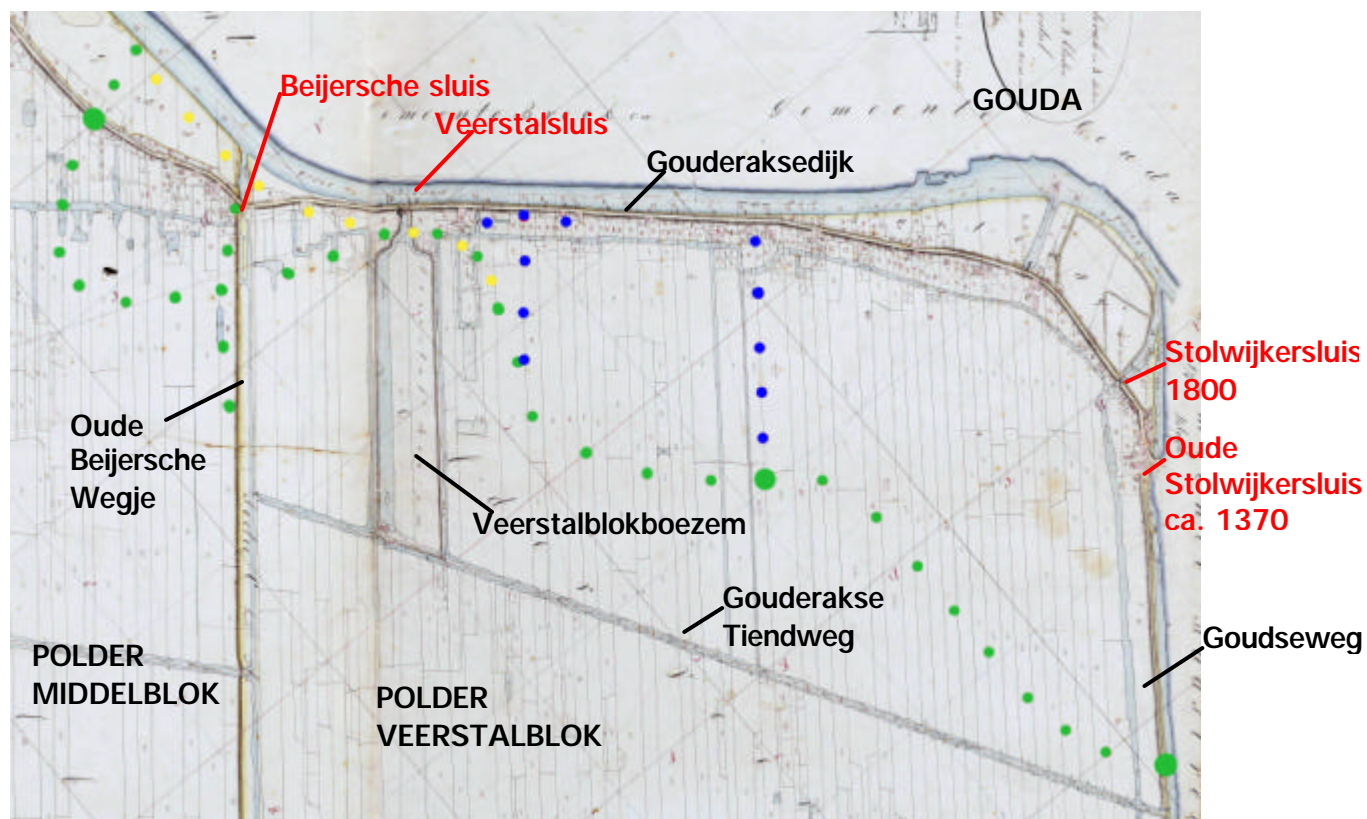 GOUDA
Beijersche sluis
Veerstalsluis
Gouderaksedijk
Stolwijkersluis
1800
Oude
Beijersche
Wegje
Oude
Stolwijkersluis
ca. 1370
Veerstalblokboezem
Gouderakse
Tiendweg
Goudseweg
POLDER
MIDDELBLOK
POLDER
VEERSTALBLOK